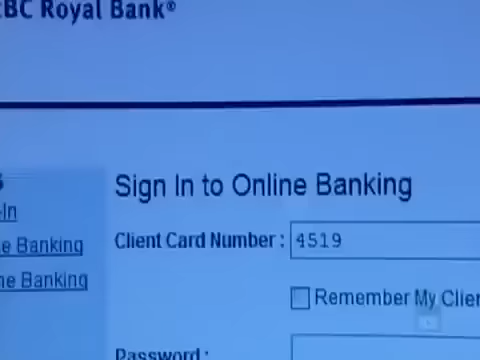 BC Royal Bank®
Sign In to Online Banking
-In
Client Card Number : 4519
e Banking
ne Banking
Remember My Clien
Password :